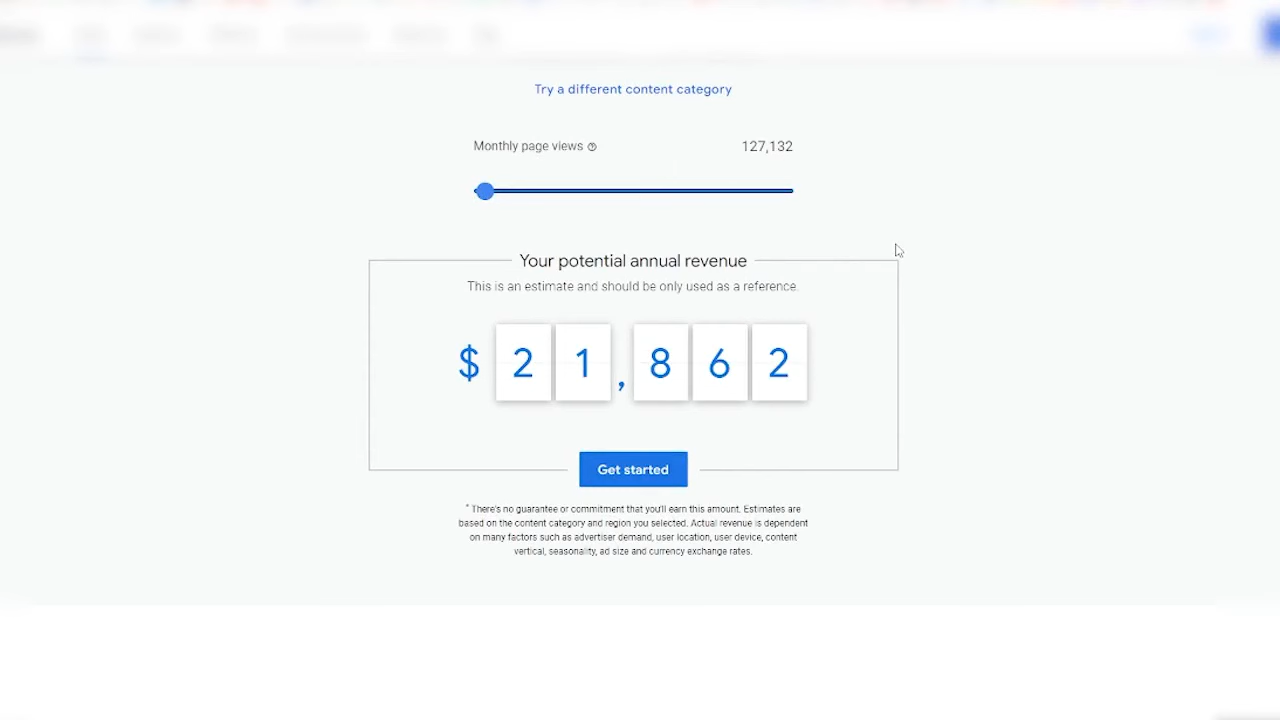 Try a different content category
Monthly page views 127,132
Your potential annual revenue
This is an estimate and should be only used as a reference.
$ 21,862
Get started
* There's no guarantee or commitment that you'll earn this amount. Estimates are
based on the content category and region you selected. Actual revenue is dependent
on many factors such as advertiser demand, user location, user device, content
vertical, seasonality, ad size and currency exchange rates.